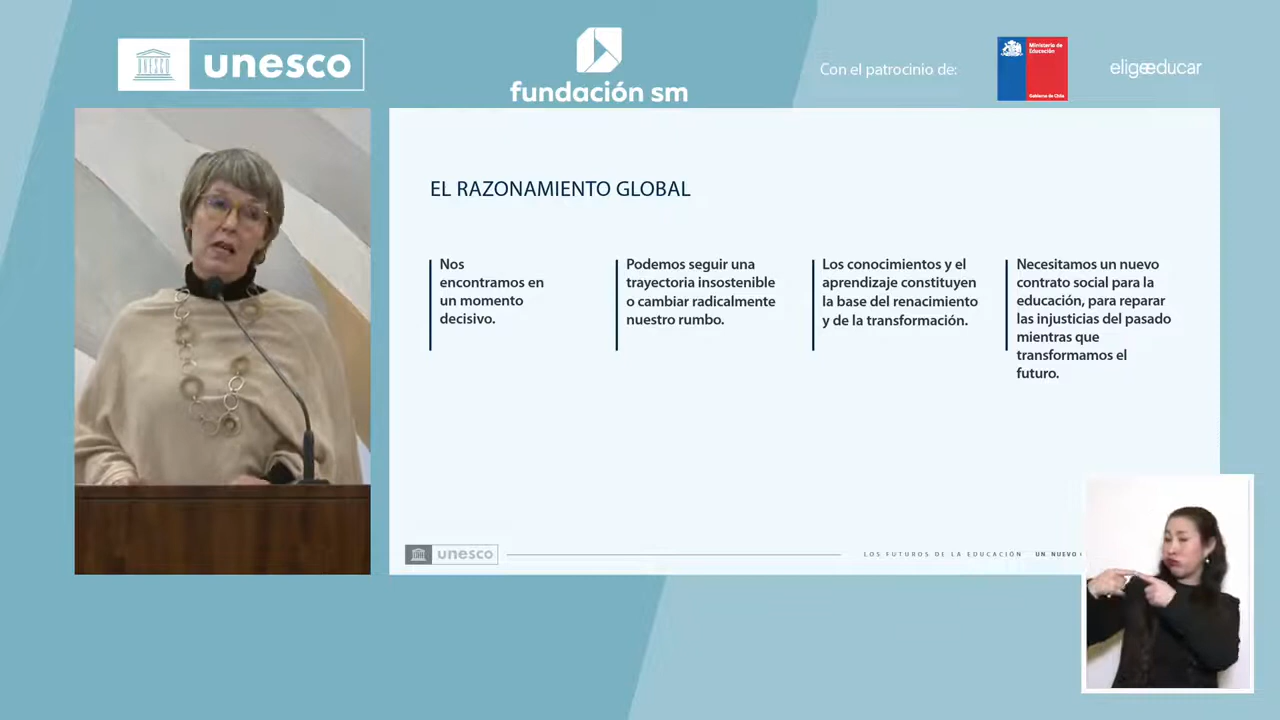 unesco
fundación sm
Con el patrocinio de:
Ministerio de
Educación
Gobierno de Chile
eligeeducar
EL RAZONAMIENTO GLOBAL
Nos
encontramos en
un momento
decisivo.
Podemos seguir una
trayectoria insostenible
o cambiar radicalmente
nuestro rumbo.
Los conocimientos y el
aprendizaje constituyen
la base del renacimiento
y de la transformación.
Necesitamos un nuevo
contrato social para la
educación, para reparar
las injusticias del pasado
mientras que
transformamos el
futuro.
unesco
LOS FUTUROS DE LA EDUCACIÓN UN NUEVO